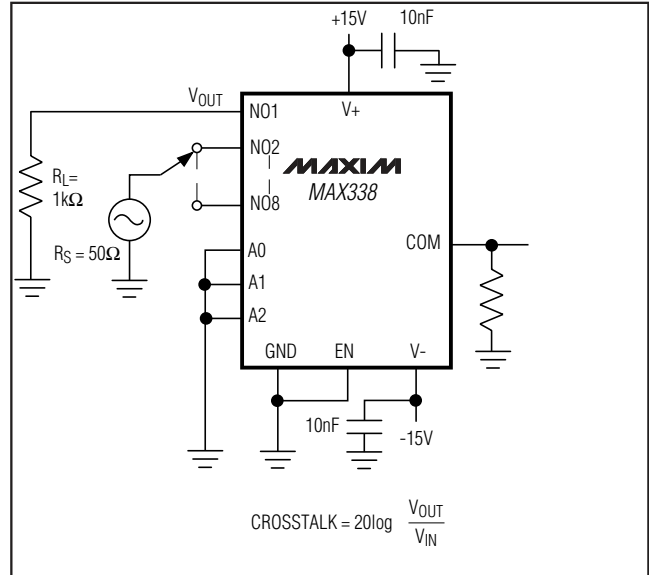 +15V
10nF
VOUT
NO1
V+
NO2
RL=
1kΩ
MAXIM
MAX338
NO8
RS = 50Ω
A0
COM
A1
A2
GND
EN
V-
10nF
-15V
CROSSTALK = 20log VOUT
VIN